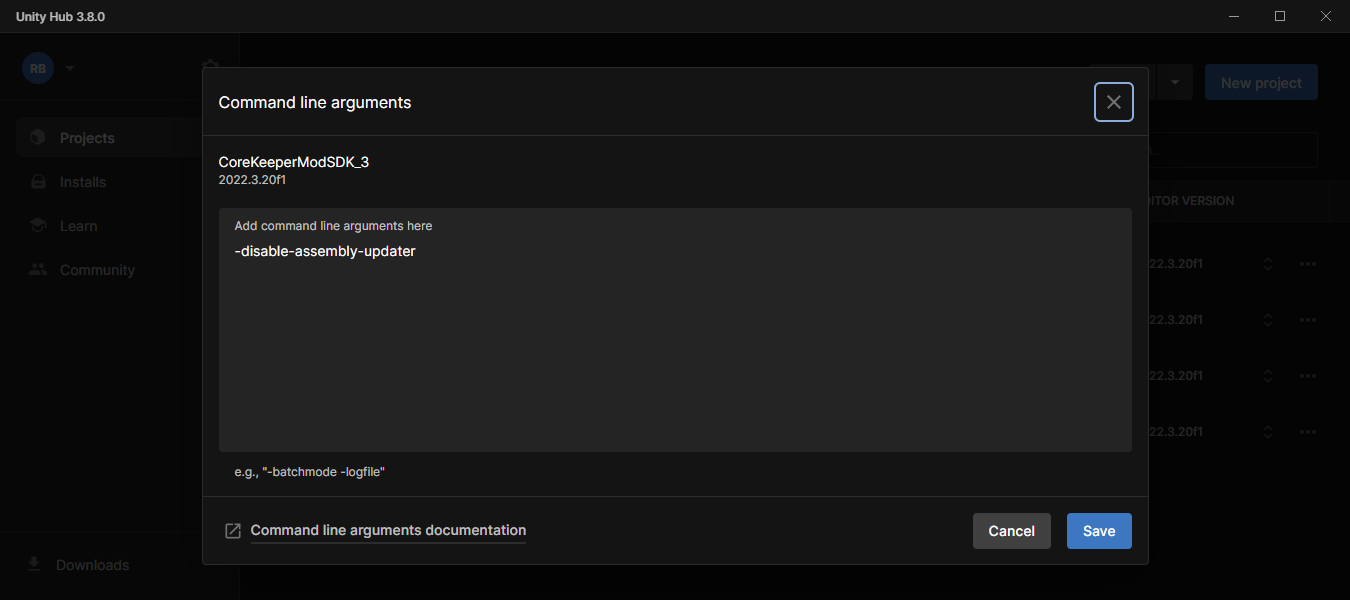 Unity Hub 3.8.0
RB
New project
Command line arguments
Projects
CoreKeeperModSDK_3
2022.3.20f1
Installs
EDITOR VERSION
Add command line arguments here
Learn
-disable-assembly-updater
Community
22.3.20f1
22.3.20f1
22.3.20f1
22.3.20f1
e.g., "-batchmode -logfile"
Command line arguments documentation
Cancel
Save
Downloads